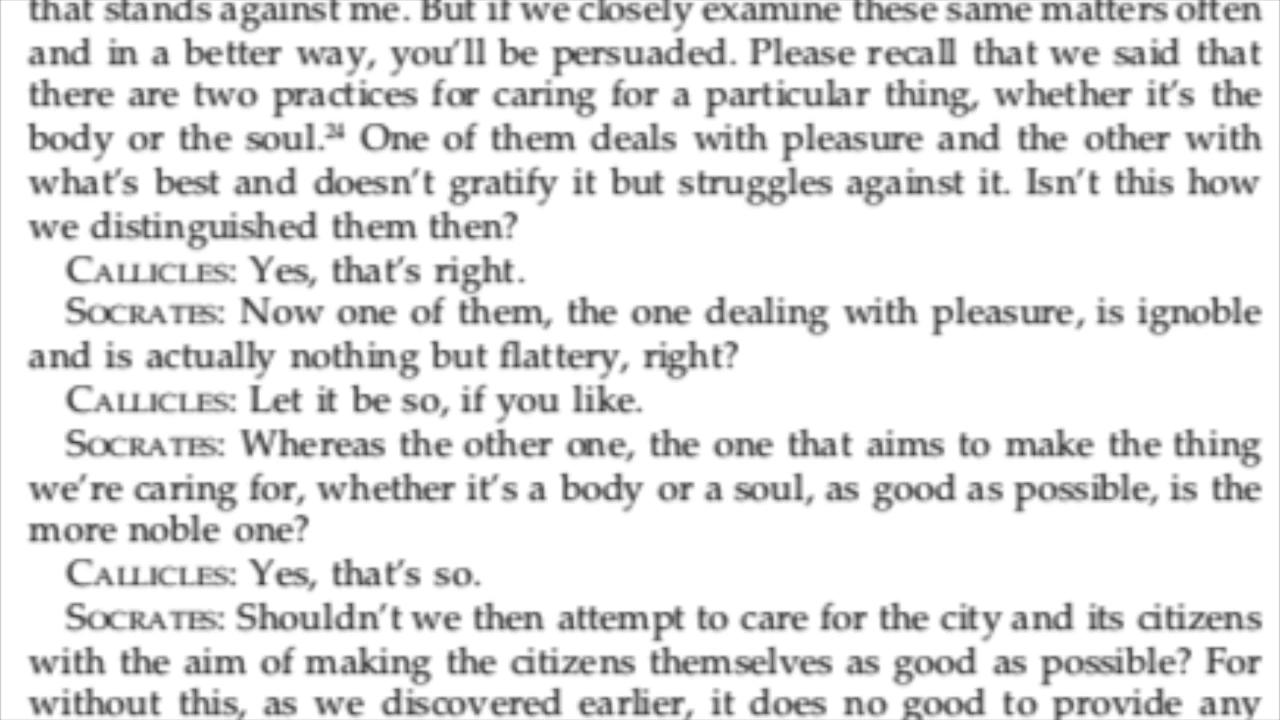 that stands against me. But if we closely examine these same matters often
and in a better way, you'll be persuaded. Please recall that we said that
there are two practices for caring for a particular thing, whether it's the
body or the soul.²⁴ One of them deals with pleasure and the other with
what's best and doesn't gratify it but struggles against it. Isn't this how
we distinguished them then?
CALLICLES: Yes, that's right.
SOCRATES: Now one of them, the one dealing with pleasure, is ignoble
and is actually nothing but flattery, right?
CALLICLES: Let it be so, if you like.
SOCRATES: Whereas the other one, the one that aims to make the thing
we're caring for, whether it's a body or a soul, as good as possible, is the
more noble one?
CALLICLES: Yes, that's so.
SOCRATES: Shouldn't we then attempt to care for the city and its citizens
with the aim of making the citizens themselves as good as possible? For
without this, as we discovered earlier, it does no good to provide any